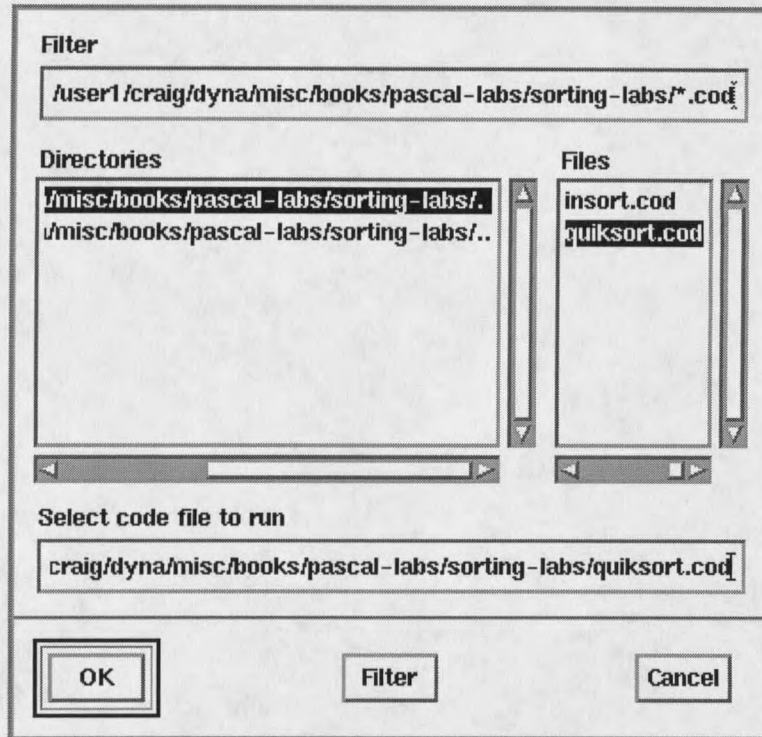 Filter
/user1/craig/dyna/misc/books/pascal-labs/sorting-labs/*.cod
Directories
/misc/books/pascal-labs/sorting-labs/.
/misc/books/pascal-labs/sorting-labs/..
Files
insort.cod
quiksort.cod
Select code file to run
craig/dyna/misc/books/pascal-labs/sorting-labs/quiksort.cod
OK Filter Cancel